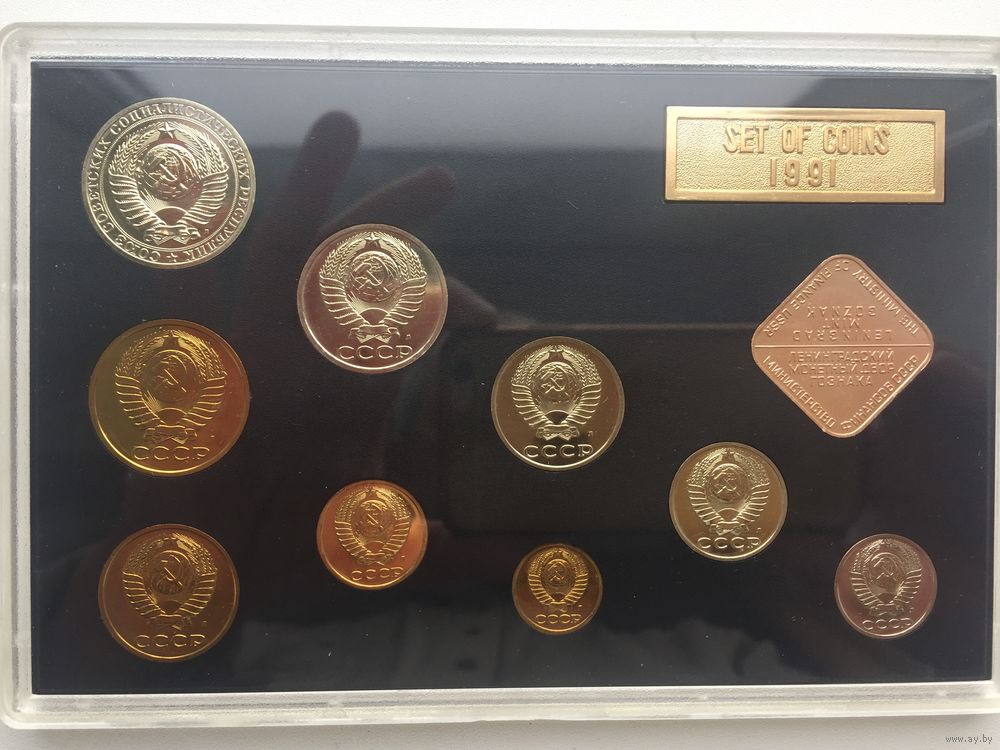 SET OF COINS
1991
СОЮЗ СОВЕТСКИХ СОЦИАЛИСТИЧЕСКИХ РЕСПУБЛИК
Л
СССР
Л
СССР
Л
СССР
Л
THE MINISTRY OF FINANCE USSR
LENINGRAD
MINT
GOZNAK
ЛЕНИНГРАДСКИЙ
МОНЕТНЫЙ ДВОР
ГОЗНАКА
МИНИСТЕРСТВО ФИНАНСОВ СССР
СССР
Л
СССР
Л
СССР
Л
СССР
Л
СССР
Л
www.ay.by